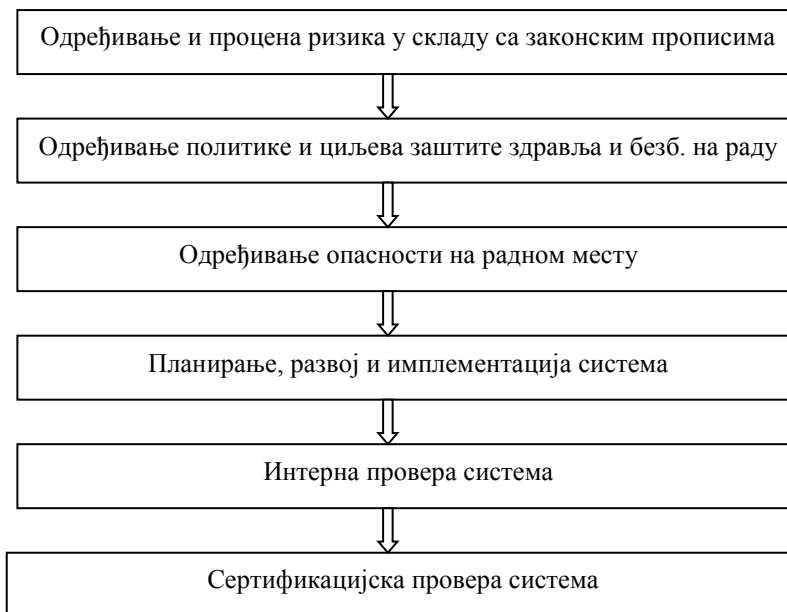 Одређивање и процена ризика у складу са законским прописима
Одређивање политике и циљева заштите здравља и безб. на раду
Одређивање опасности на радном месту
Планирање, развој и имплементација система
Интерна провера система
Сертификацијска провера система